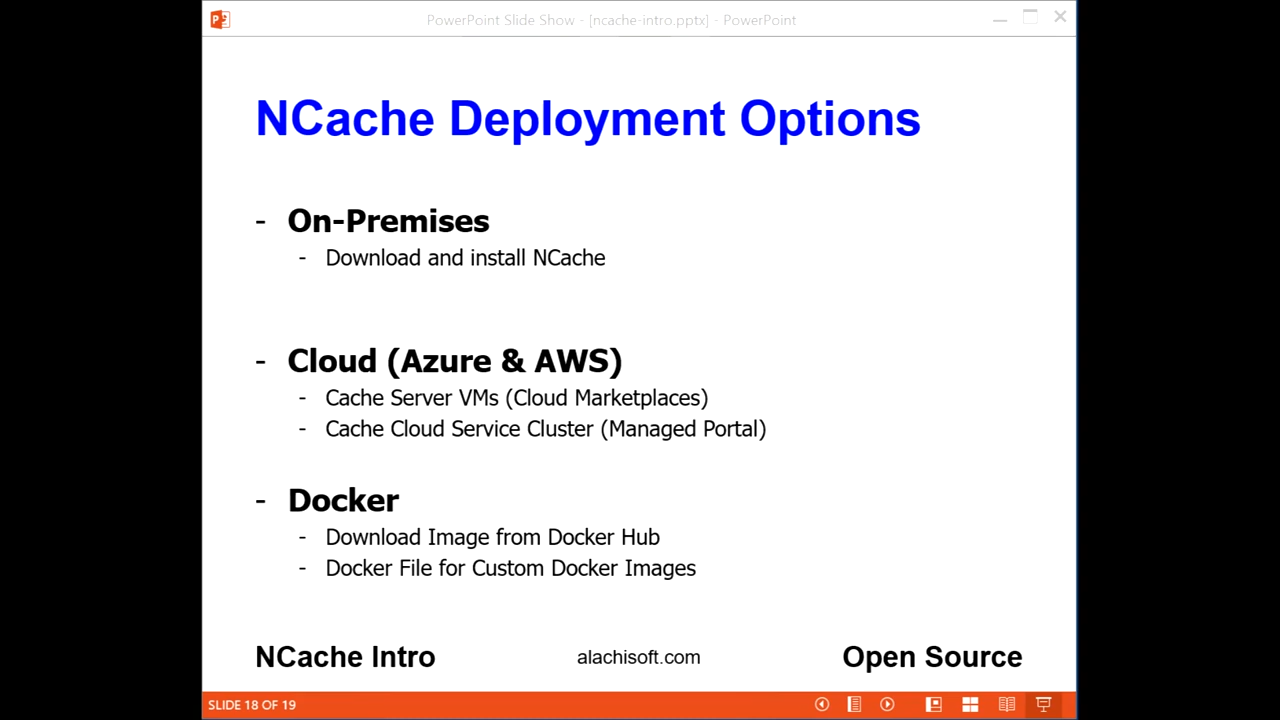 PowerPoint Slide Show - [ncache-intro.pptx] - PowerPoint
NCache Deployment Options
- On-Premises
- Download and install NCache
- Cloud (Azure & AWS)
- Cache Server VMs (Cloud Marketplaces)
- Cache Cloud Service Cluster (Managed Portal)
- Docker
- Download Image from Docker Hub
- Docker File for Custom Docker Images
NCache Intro alachisoft.com Open Source
SLIDE 18 OF 19